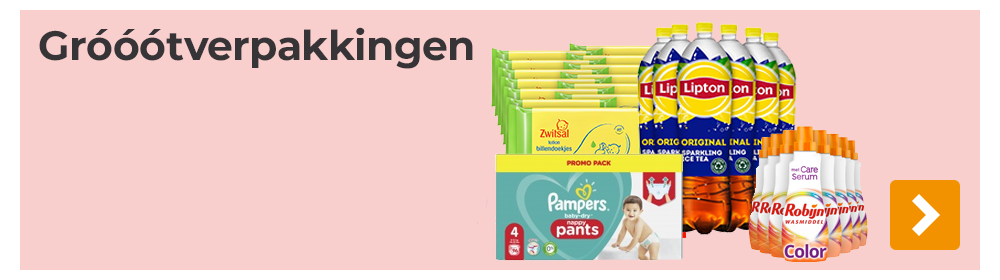 Gróóótverpakkingen
Zwitsal
billendoekjes
Lipton
ORIGINAL
SPARKLING
ICE TEA
PROMO PACK
Pampers
baby-dry
nappy
pants
4
met Care
Serum
Robijn
WASMIDDEL
Color